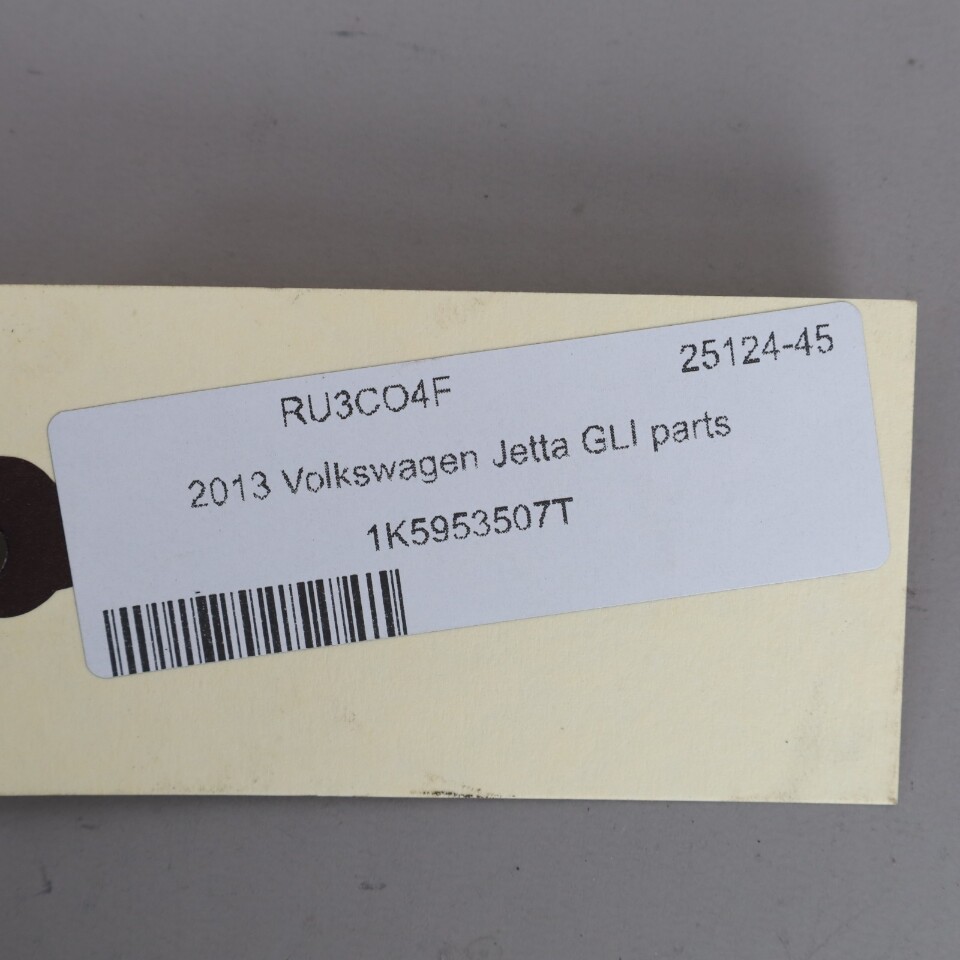 RU3CO4F 25124-45
2013 Volkswagen Jetta GLI parts
1K5953507T